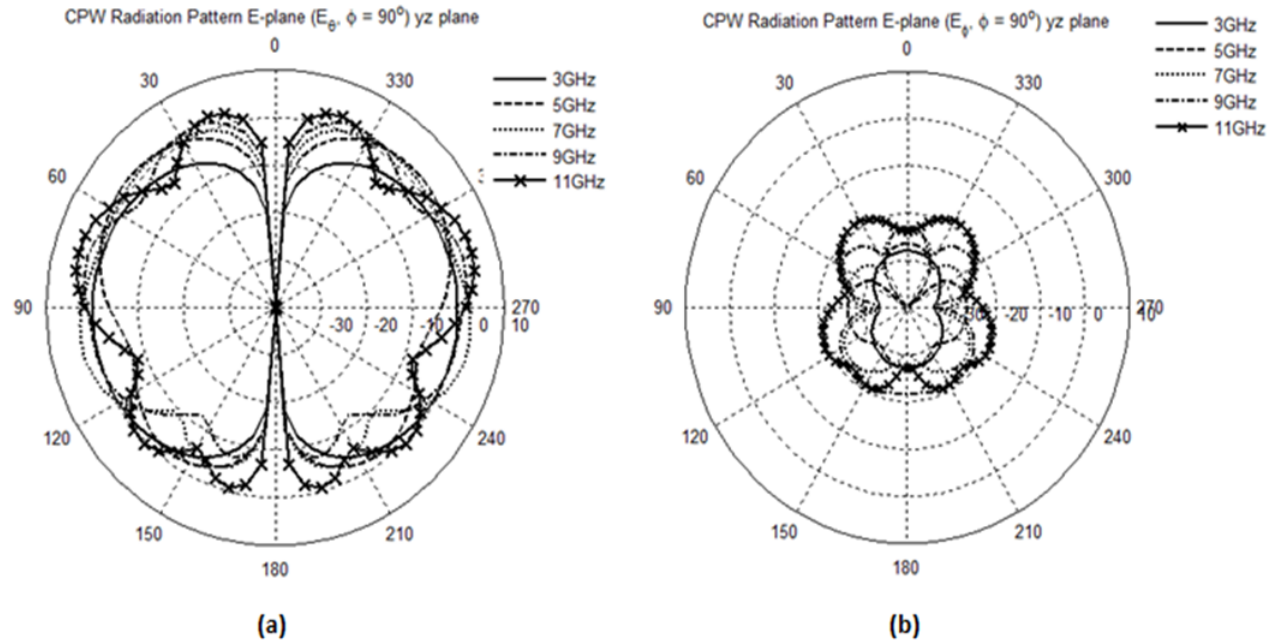 CPW Radiation Pattern E-plane (Eθ, ϕ = 90°) yz plane
0
30
330
60
90
270
120
240
150
210
180
-30 -20 -10 0 10
3GHz
5GHz
7GHz
9GHz
11GHz
(a)
CPW Radiation Pattern E-plane (Eϕ, ϕ = 90°) yz plane
0
30
330
60
300
90
270
120
240
150
210
180
-20 -10 0
3GHz
5GHz
7GHz
9GHz
11GHz
(b)